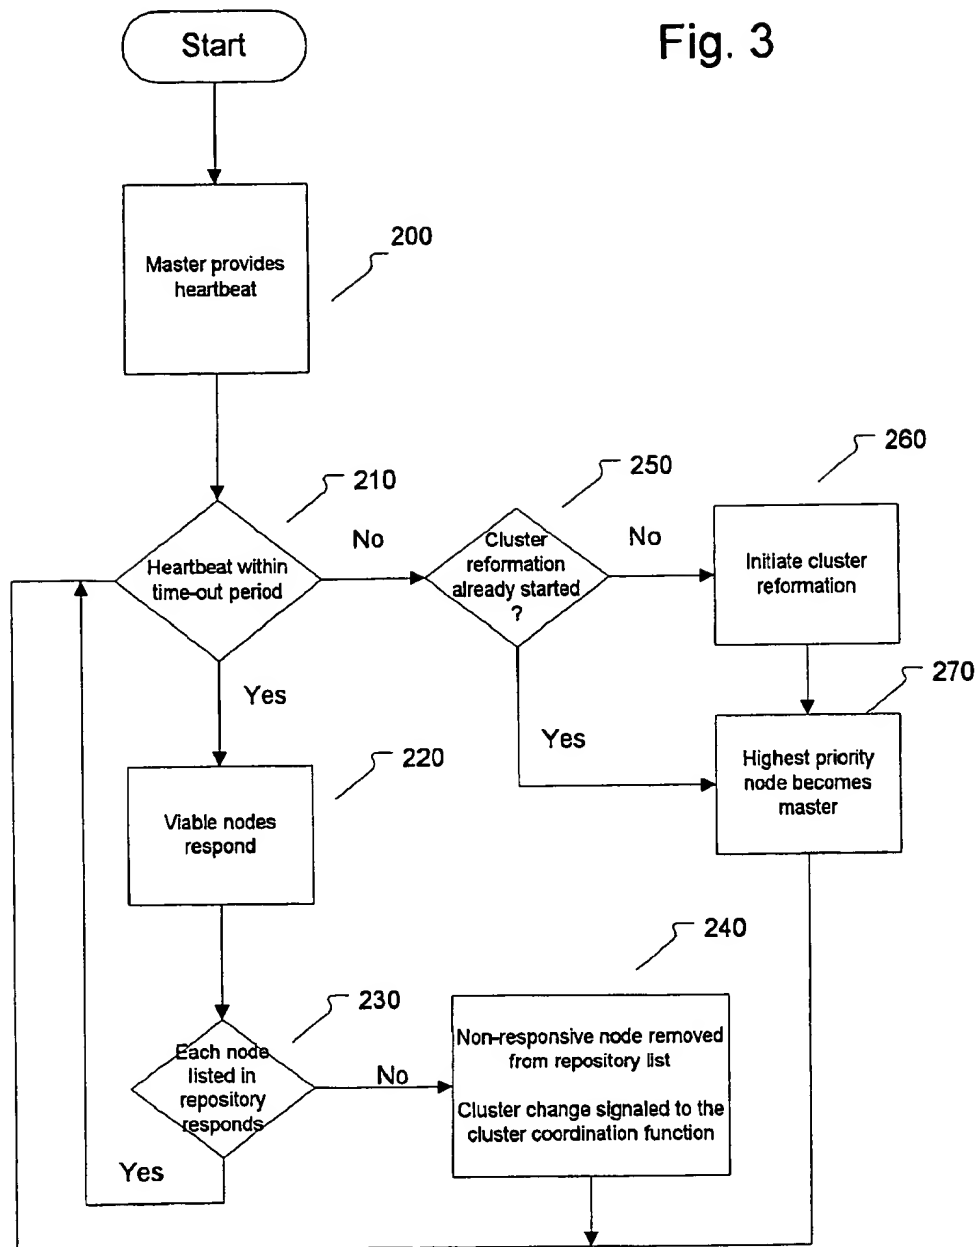 Start
Fig. 3
200
Master provides
heartbeat
210
Heartbeat within
time-out period
No
250
Cluster
reformation
already started
?
No
260
Initiate cluster
reformation
Yes
220
Viable nodes
respond
Yes
270
Highest priority
node becomes
master
230
Each node
listed in
repository
responds
No
240
Non-responsive node removed
from repository list
Cluster change signaled to the
cluster coordination function
Yes